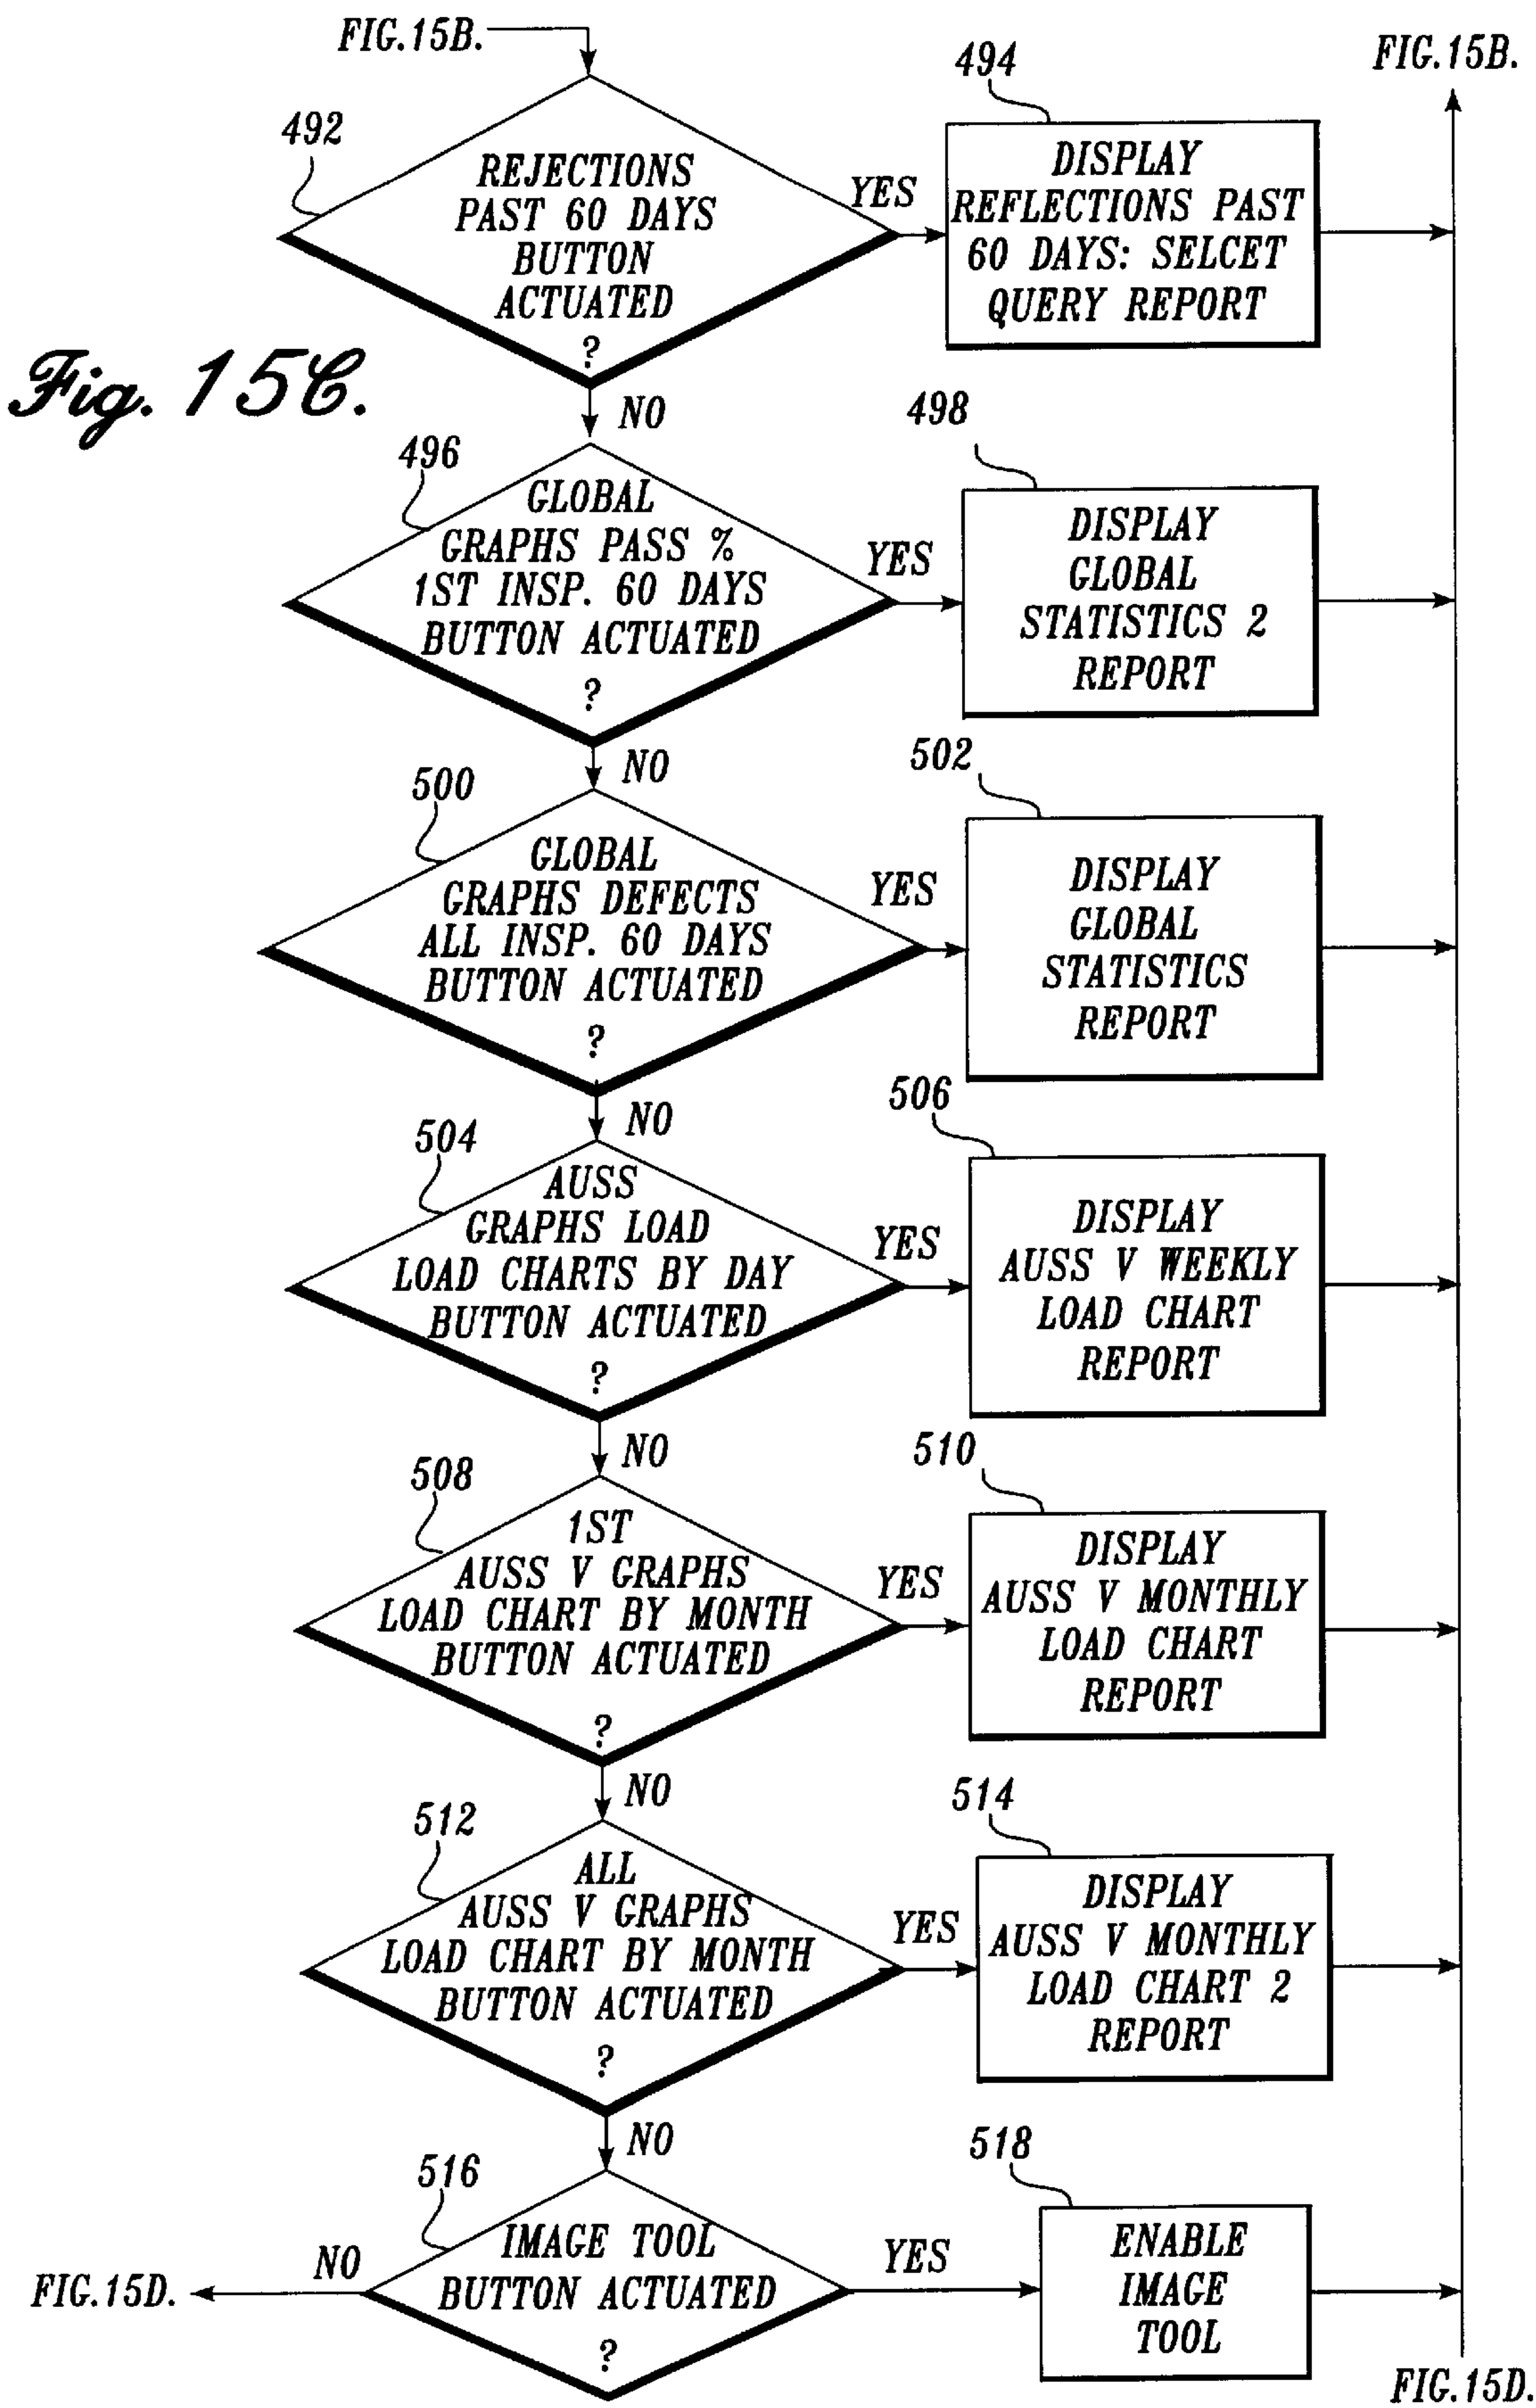 FIG.15B.
FIG.15B.
492
REJECTIONS
PAST 60 DAYS
BUTTON
ACTUATED
?
YES
494
DISPLAY
REFLECTIONS PAST
60 DAYS: SELCET
QUERY REPORT
Fig. 15C.
NO
496
GLOBAL
GRAPHS PASS %
1ST INSP. 60 DAYS
BUTTON ACTUATED
?
YES
498
DISPLAY
GLOBAL
STATISTICS 2
REPORT
NO
500
GLOBAL
GRAPHS DEFECTS
ALL INSP. 60 DAYS
BUTTON ACTUATED
?
YES
502
DISPLAY
GLOBAL
STATISTICS
REPORT
NO
504
AUSS
GRAPHS LOAD
LOAD CHARTS BY DAY
BUTTON ACTUATED
?
YES
506
DISPLAY
AUSS V WEEKLY
LOAD CHART
REPORT
NO
508
1ST
AUSS V GRAPHS
LOAD CHART BY MONTH
BUTTON ACTUATED
?
YES
510
DISPLAY
AUSS V MONTHLY
LOAD CHART
REPORT
NO
512
ALL
AUSS V GRAPHS
LOAD CHART BY MONTH
BUTTON ACTUATED
?
YES
514
DISPLAY
AUSS V MONTHLY
LOAD CHART 2
REPORT
NO
516
IMAGE TOOL
BUTTON ACTUATED
?
YES
518
ENABLE
IMAGE
TOOL
NO
FIG.15D.
FIG.15D.